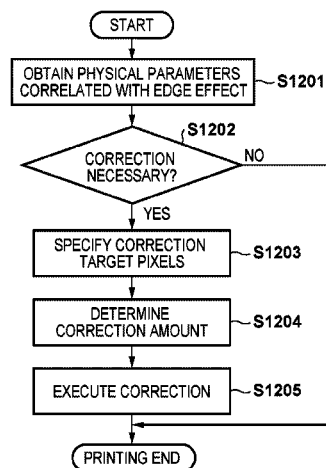 START
OBTAIN PHYSICAL PARAMETERS
CORRELATED WITH EDGE EFFECT
S1201
S1202
CORRECTION
NECESSARY?
NO
YES
SPECIFY CORRECTION
TARGET PIXELS
S1203
DETERMINE
CORRECTION AMOUNT
S1204
EXECUTE CORRECTION
S1205
PRINTING END